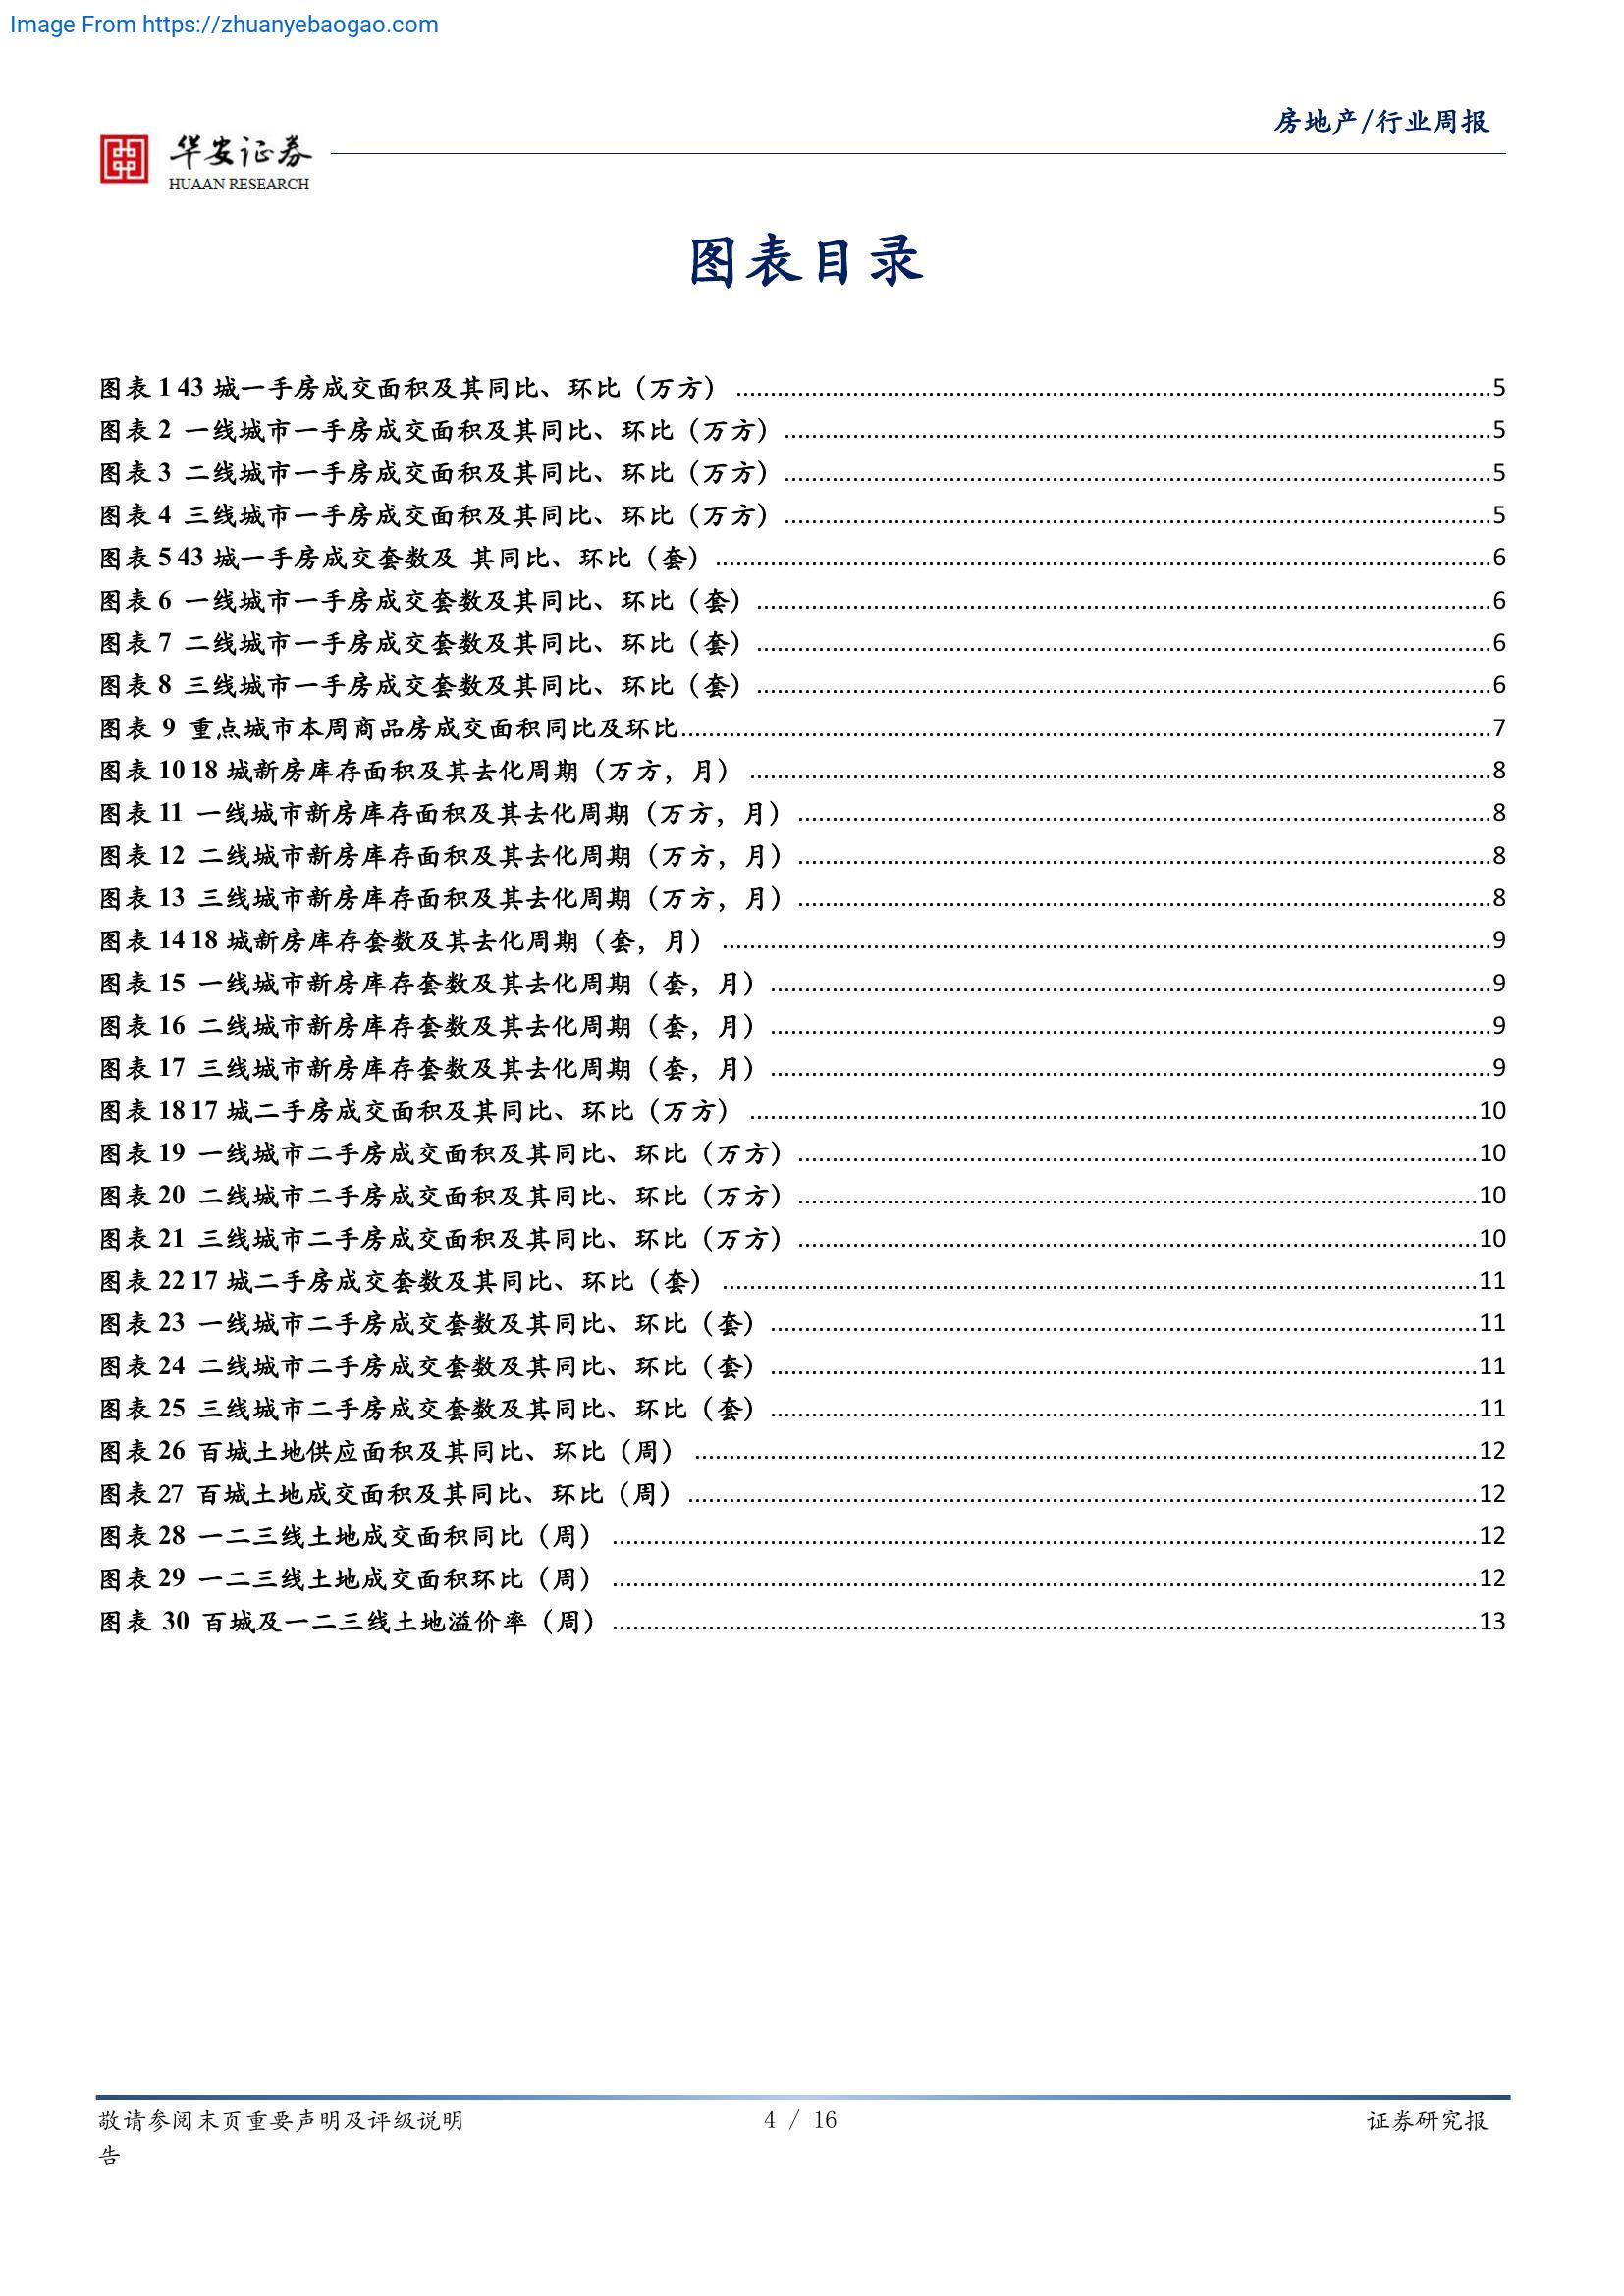 Image From https://zhuanyebaogao.com
房地产/行业周报
华安证券
HUAAN RESEARCH
图表目录
图表 1 43 城一手房成交面积及其同比、环比（万方）5
图表 2 一线城市一手房成交面积及其同比、环比（万方）5
图表 3 二线城市一手房成交面积及其同比、环比（万方）5
图表 4 三线城市一手房成交面积及其同比、环比（万方）5
图表 5 43 城一手房成交套数及 其同比、环比（套）6
图表 6 一线城市一手房成交套数及其同比、环比（套）6
图表 7 二线城市一手房成交套数及其同比、环比（套）6
图表 8 三线城市一手房成交套数及其同比、环比（套）6
图表 9 重点城市本周商品房成交面积同比及环比7
图表 10 18 城新房库存面积及其去化周期（万方，月）8
图表 11 一线城市新房库存面积及其去化周期（万方，月）8
图表 12 二线城市新房库存面积及其去化周期（万方，月）8
图表 13 三线城市新房库存面积及其去化周期（万方，月）8
图表 14 18 城新房库存套数及其去化周期（套，月）9
图表 15 一线城市新房库存套数及其去化周期（套，月）9
图表 16 二线城市新房库存套数及其去化周期（套，月）9
图表 17 三线城市新房库存套数及其去化周期（套，月）9
图表 18 17 城二手房成交面积及其同比、环比（万方）10
图表 19 一线城市二手房成交面积及其同比、环比（万方）10
图表 20 二线城市二手房成交面积及其同比、环比（万方）10
图表 21 三线城市二手房成交面积及其同比、环比（万方）10
图表 22 17 城二手房成交套数及其同比、环比（套）11
图表 23 一线城市二手房成交套数及其同比、环比（套）11
图表 24 二线城市二手房成交套数及其同比、环比（套）11
图表 25 三线城市二手房成交套数及其同比、环比（套）11
图表 26 百城土地供应面积及其同比、环比（周）12
图表 27 百城土地成交面积及其同比、环比（周）12
图表 28 一二三线土地成交面积同比（周）12
图表 29 一二三线土地成交面积环比（周）12
图表 30 百城及一二三线土地溢价率（周）13
敬请参阅末页重要声明及评级说明 4 / 16 证券研究报
告